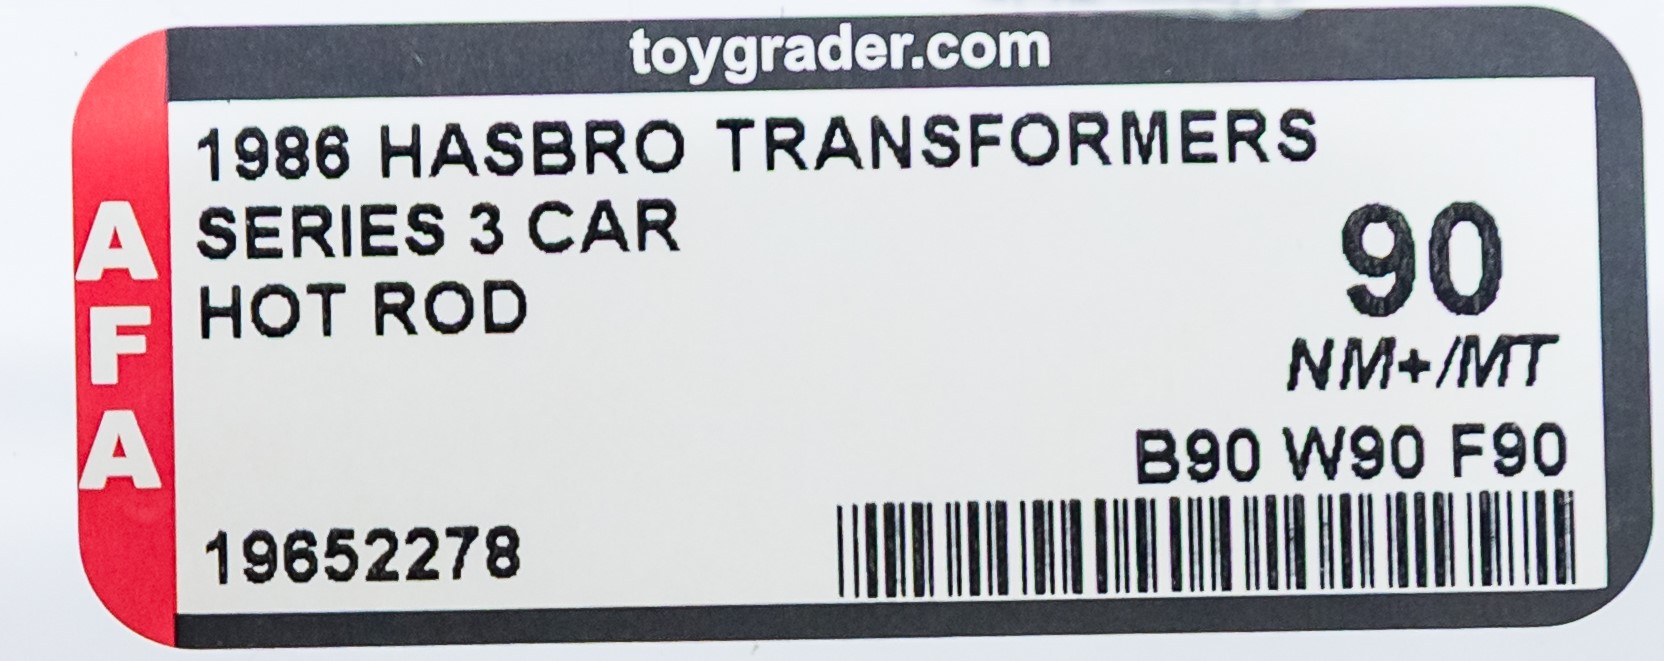 toygrader.com
AFA
1986 HASBRO TRANSFORMERS
SERIES 3 CAR
HOT ROD
90
NM+/MT
B90 W90 F90
19652278